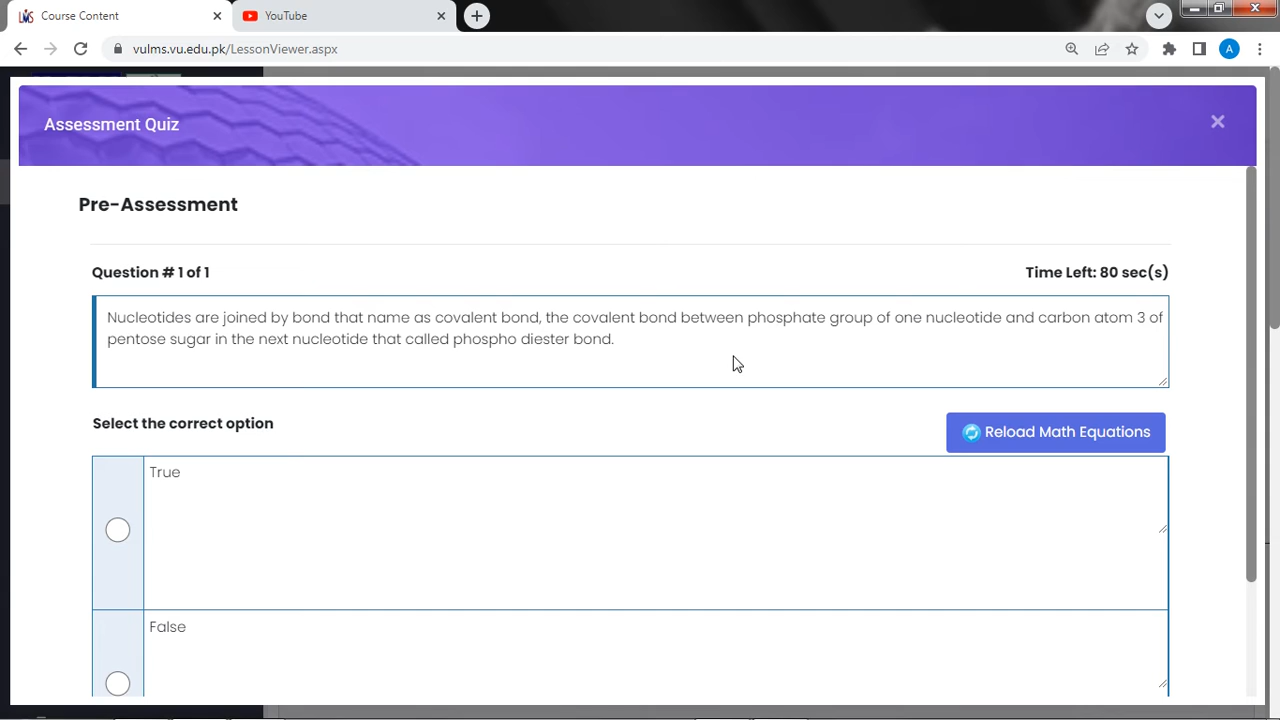 Course Content
YouTube
vulms.vu.edu.pk/LessonViewer.aspx
A
Assessment Quiz
Pre-Assessment
Question # 1 of 1
Time Left: 80 sec(s)
Nucleotides are joined by bond that name as covalent bond, the covalent bond between phosphate group of one nucleotide and carbon atom 3 of
pentose sugar in the next nucleotide that called phospho diester bond.
Select the correct option
Reload Math Equations
True
False